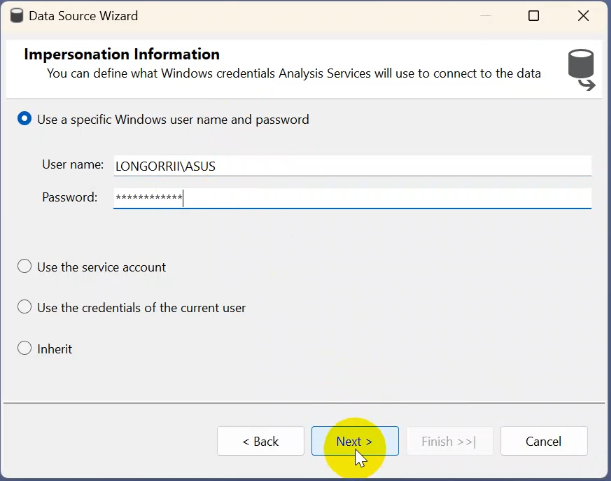 Data Source Wizard
Impersonation Information
You can define what Windows credentials Analysis Services will use to connect to the data
Use a specific Windows user name and password
User name: LONGORRII\ASUS
Password: ************
Use the service account
Use the credentials of the current user
Inherit
< Back Next > Finish >>| Cancel